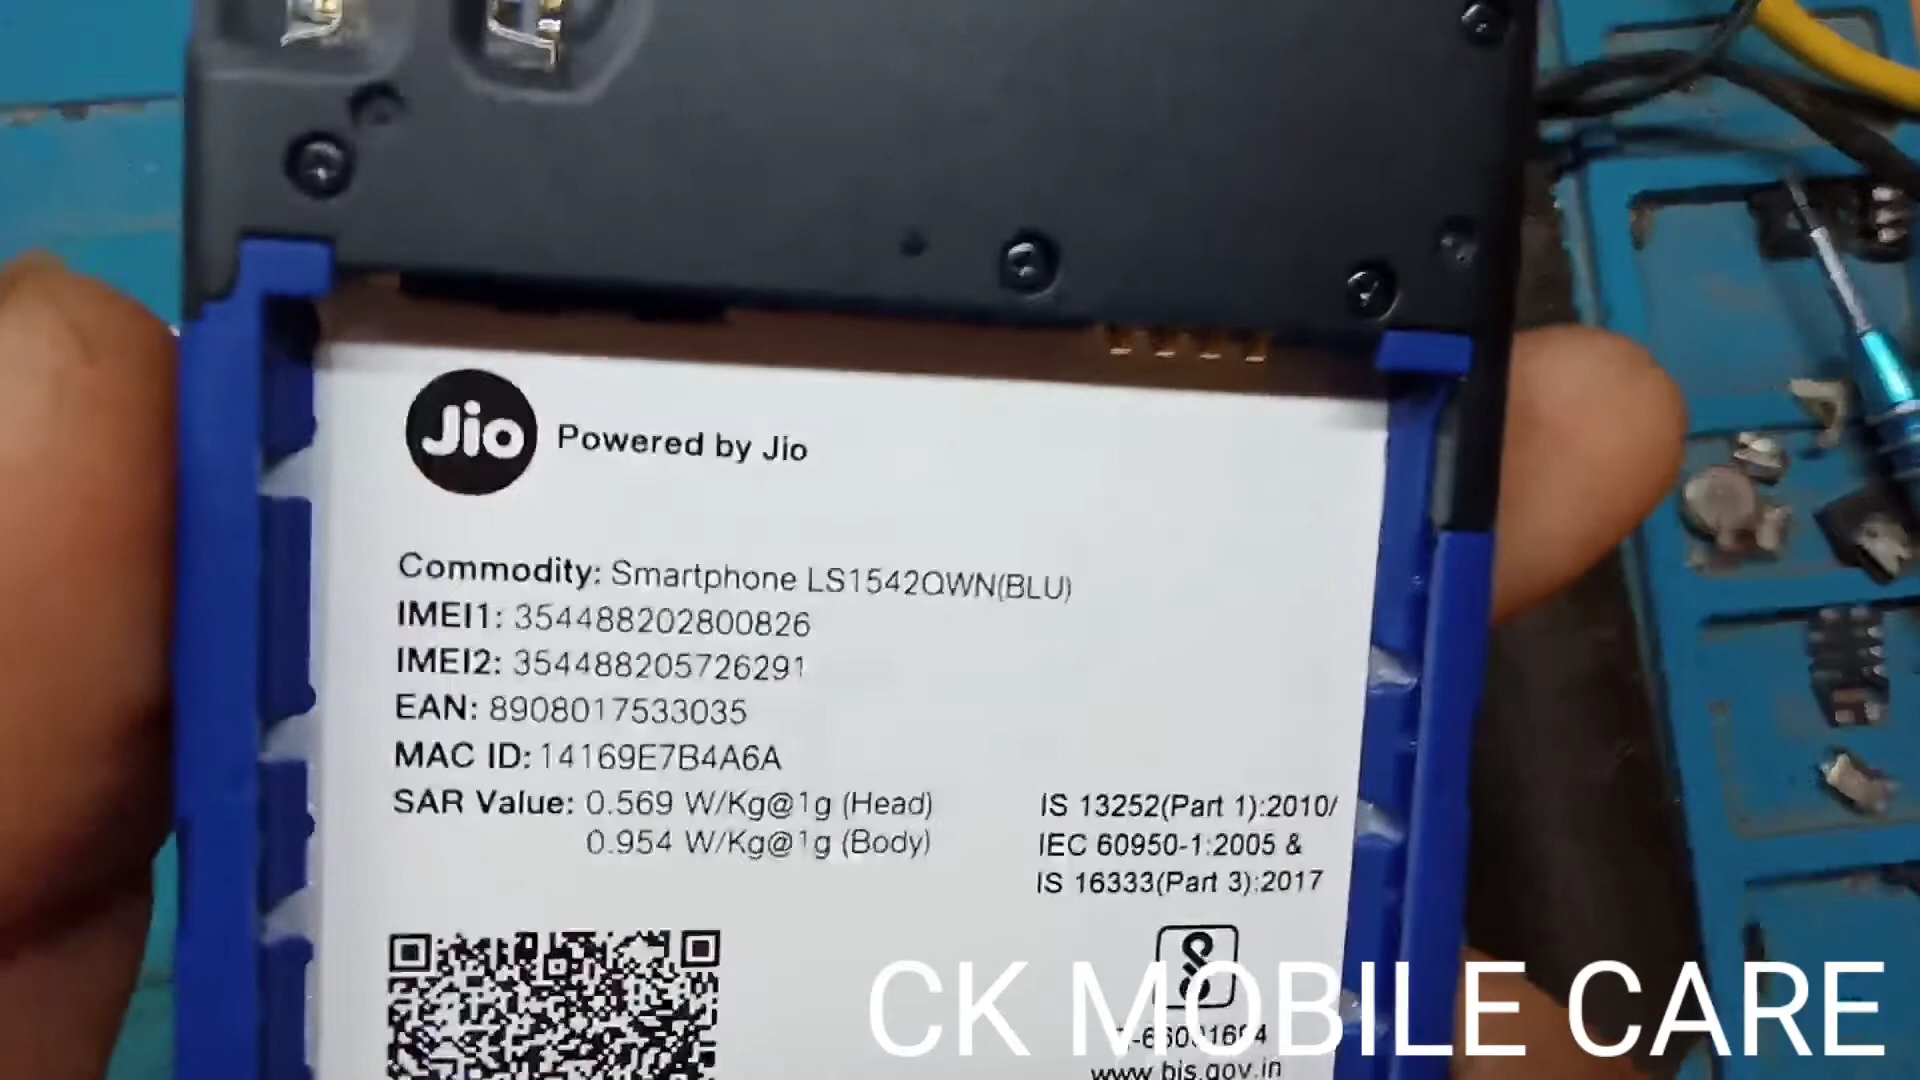 Jio Powered by Jio
Commodity: Smartphone LS1542QWN(BLU)
IMEI1: 354488202800826
IMEI2: 354488205726291
EAN: 8908017533035
MAC ID: 14169E7B4A6A
SAR Value: 0.569 W/Kg@1g (Head)
0.954 W/Kg@1g (Body)
IS 13252(Part 1):2010/
IEC 60950-1:2005 &
IS 16333(Part 3):2017
CK MOBILE CARE
www.bis.gov.in